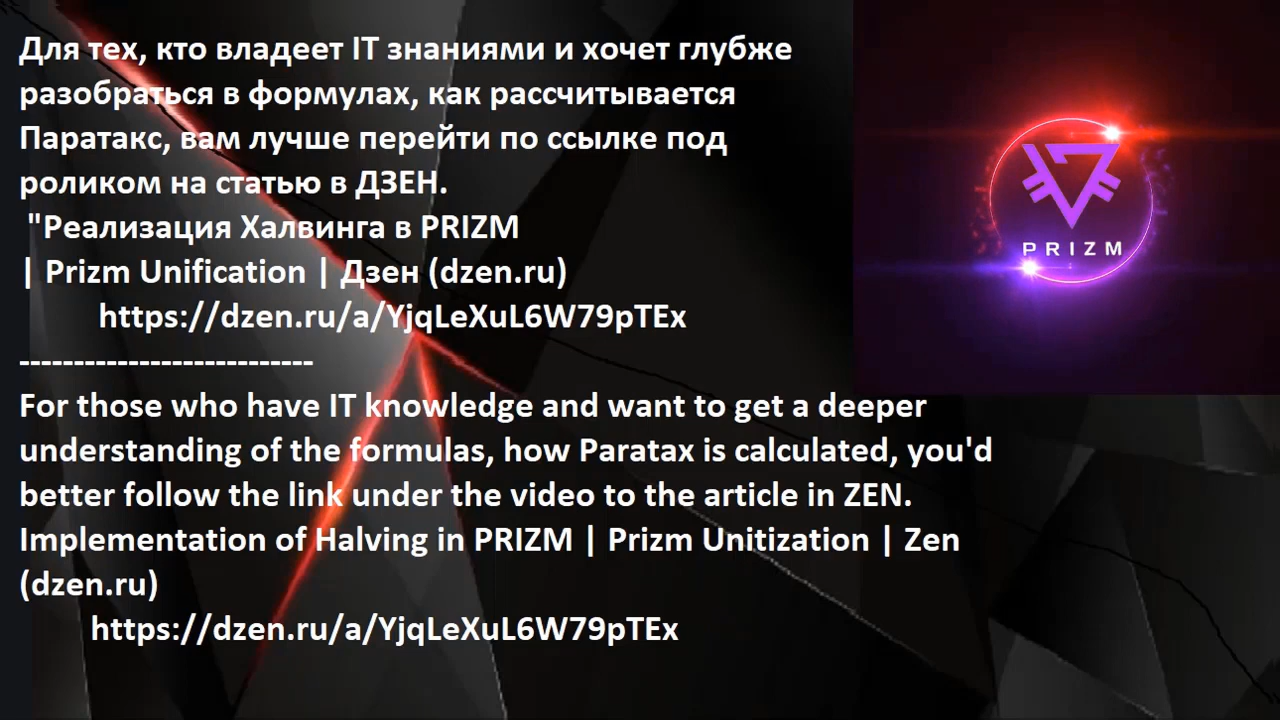 Для тех, кто владеет IT знаниями и хочет глубже
разобраться в формулах, как рассчитывается
Паратакс, вам лучше перейти по ссылке под
роликом на статью в ДЗЕН.
"Реализация Халвинга в PRIZM
| Prizm Unification | Дзен (dzen.ru)
https://dzen.ru/a/YjqLeXuL6W79pTEx
---------------------------
For those who have IT knowledge and want to get a deeper
understanding of the formulas, how Paratax is calculated, you'd
better follow the link under the video to the article in ZEN.
Implementation of Halving in PRIZM | Prizm Unitization | Zen
(dzen.ru)
https://dzen.ru/a/YjqLeXuL6W79pTEx
PRIZM